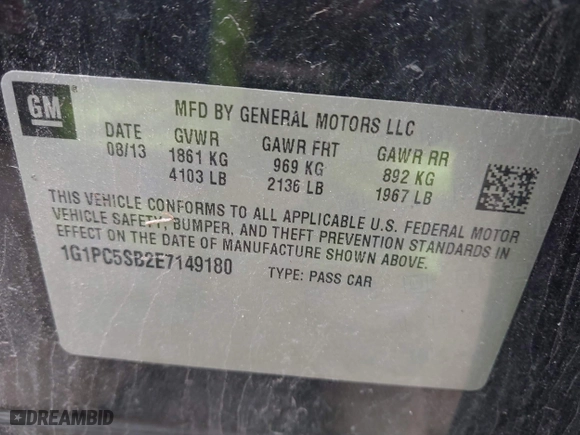 GM
MFD BY GENERAL MOTORS LLC
DATE GVWR GAWR FRT GAWR RR
08/13 1861 KG 969 KG 892 KG
4103 LB 2136 LB 1967 LB
THIS VEHICLE CONFORMS TO ALL APPLICABLE U.S. FEDERAL MOTOR
VEHICLE SAFETY, BUMPER, AND THEFT PREVENTION STANDARDS IN
EFFECT ON THE DATE OF MANUFACTURE SHOWN ABOVE.
1G1PC5SB2E7149180 TYPE: PASS CAR
DREAMBID